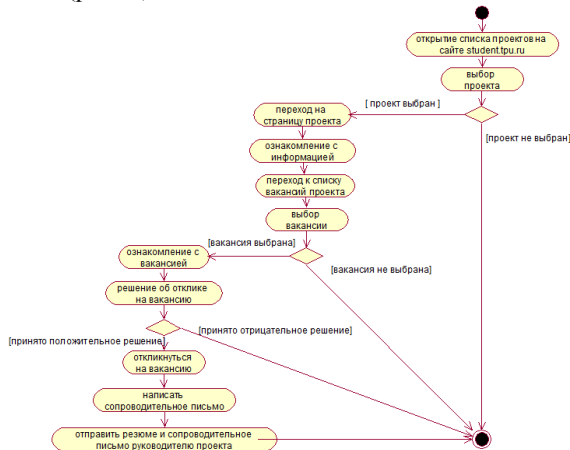 открытие списка проектов на
сайте student.tpu.ru
выбор
проекта
[ проект выбран ]
[проект не выбран]
переход на
страницу проекта
ознакомление с
информацией
переход к списку
вакансий проекта
выбор
вакансии
[вакансия выбрана]
[вакансия не выбрана]
ознакомление с
вакансией
решение об отклике
на вакансию
[принято положительное решение]
[принято отрицательное решение]
откликнуться
на вакансию
написать
сопроводительное письмо
отправить резюме и сопроводительное
письмо руководителю проекта